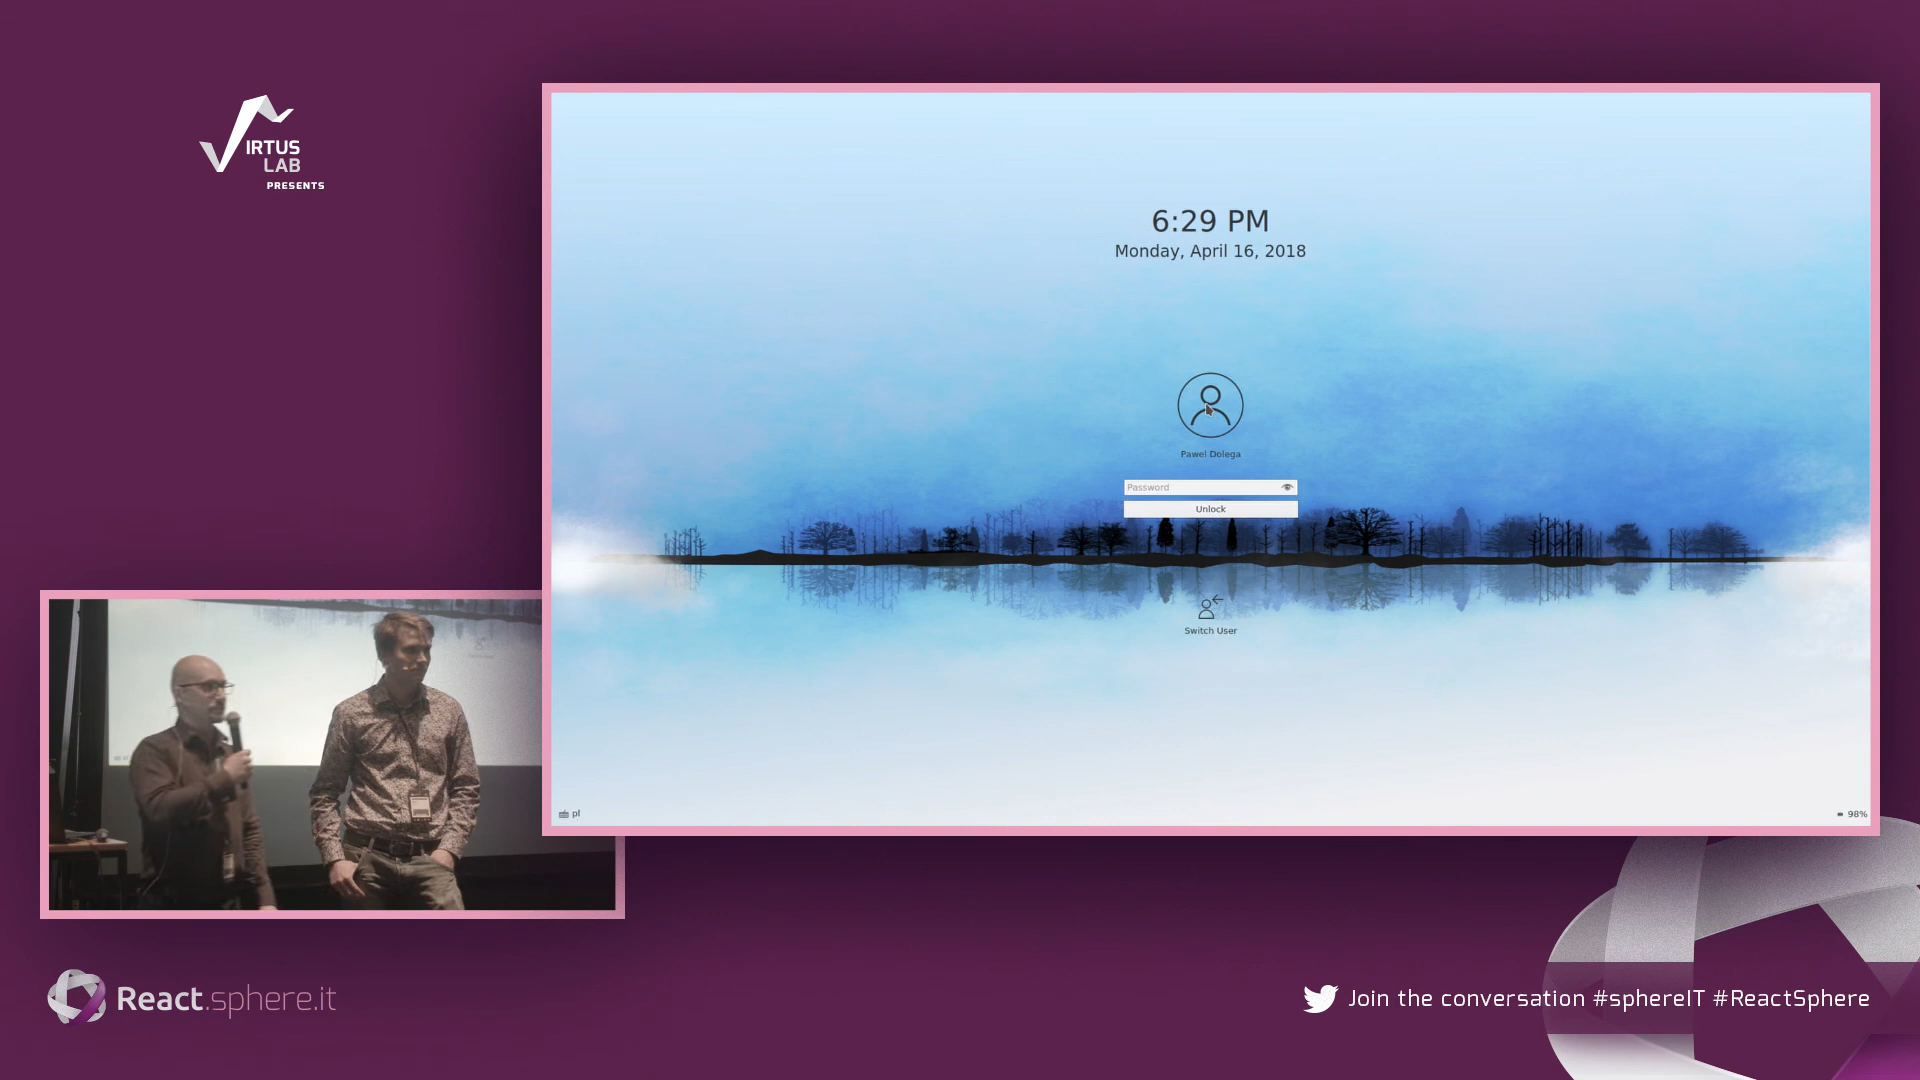 VIRTUS
LAB
PRESENTS
6:29 PM
Monday, April 16, 2018
Pawel Dolega
Password
Unlock
Switch User
pl
98%
React.sphere.it
Join the conversation #sphereIT #ReactSphere